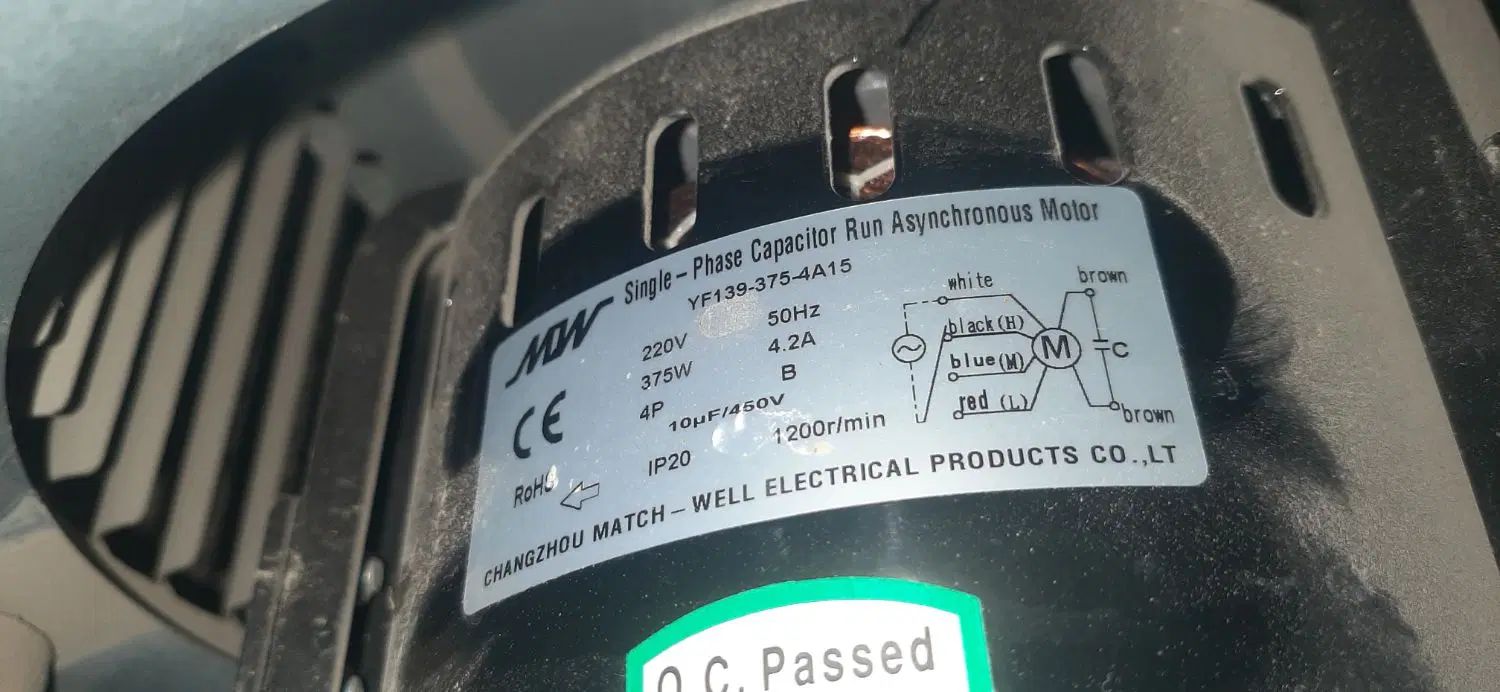 MW
Single-Phase Capacitor Run Asynchronous Motor
YF139-375-4A15
220V 50Hz
375W 4.2A
4P B
10μF/450V
IP20 1200r/min
CE
RoHS
white
black(H)
blue(M)
red (L)
M
brown
C
brown
CHANGZHOU MATCH-WELL ELECTRICAL PRODUCTS CO.,LT
Q.C. Passed